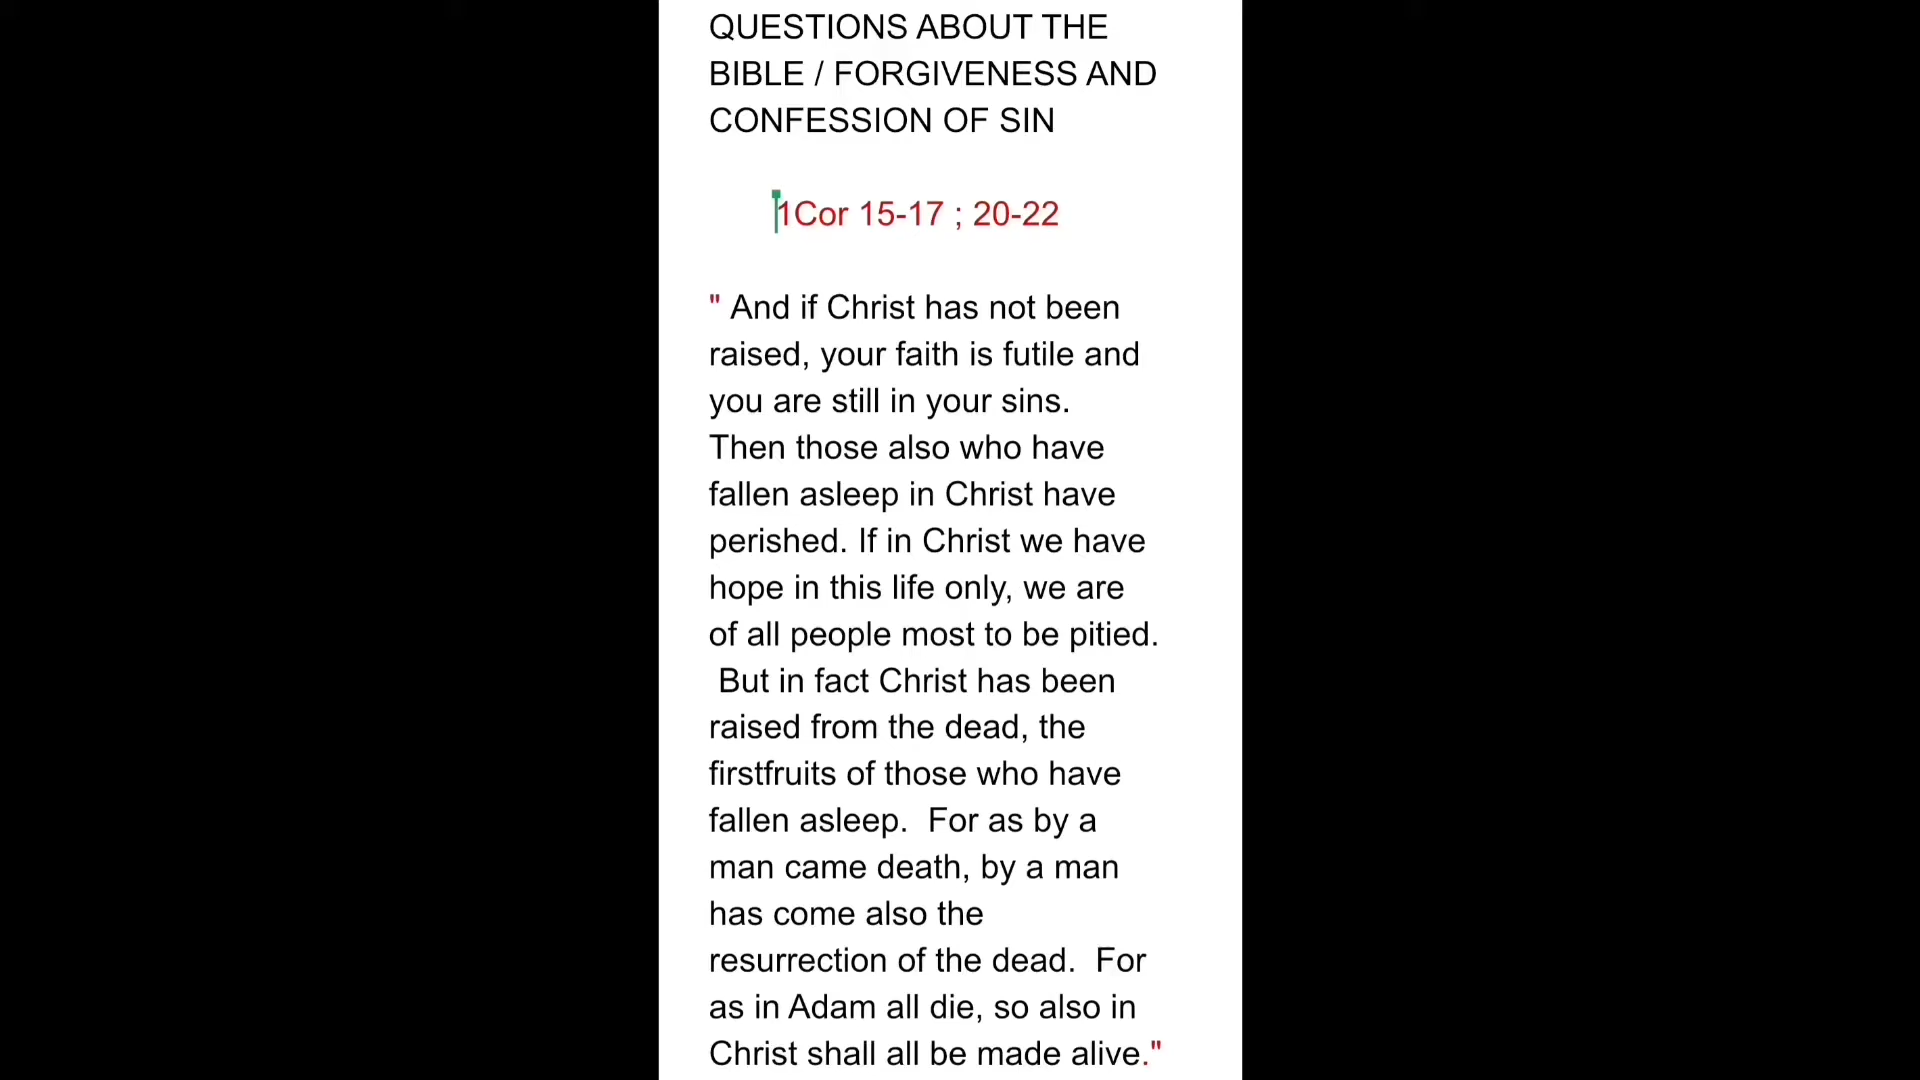 QUESTIONS ABOUT THE
BIBLE / FORGIVENESS AND
CONFESSION OF SIN
1Cor 15-17 ; 20-22
" And if Christ has not been
raised, your faith is futile and
you are still in your sins.
Then those also who have
fallen asleep in Christ have
perished. If in Christ we have
hope in this life only, we are
of all people most to be pitied.
But in fact Christ has been
raised from the dead, the
firstfruits of those who have
fallen asleep.  For as by a
man came death, by a man
has come also the
resurrection of the dead.  For
as in Adam all die, so also in
Christ shall all be made alive."